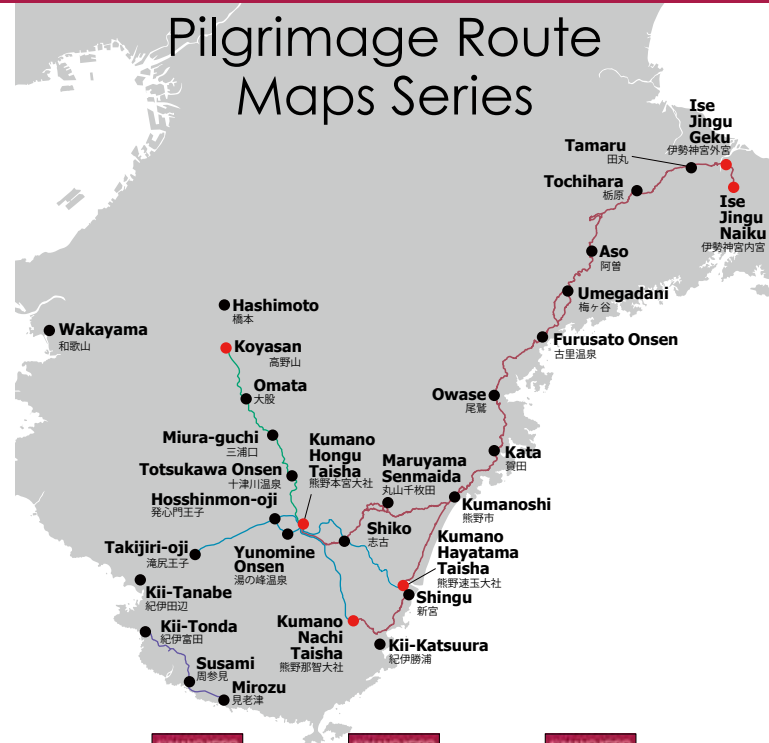 Pilgrimage Route
Maps Series
Ise
Jingu
Geku
伊勢神宮外宮
Tamaru
田丸
Tochihara
栃原
Ise
Jingu
Naiku
伊勢神宮内宮
Aso
阿曽
Umegadani
梅ヶ谷
Hashimoto
橋本
Wakayama
和歌山
Koyasan
高野山
Furusato Onsen
古里温泉
Omata
大股
Owase
尾鷲
Miura-guchi
三浦口
Kumano
Hongu
Taisha
熊野本宮大社
Kata
賀田
Totsukawa Onsen
十津川温泉
Maruyama
Senmaida
丸山千枚田
Hosshinmon-oji
発心門王子
Kumanoshi
熊野市
Shiko
志古
Kumano
Hayatama
Taisha
熊野速玉大社
Takijiri-oji
滝尻王子
Yunomine
Onsen
湯の峰温泉
Kii-Tanabe
紀伊田辺
Shingu
新宮
Kii-Tonda
紀伊富田
Kumano
Nachi
Taisha
熊野那智大社
Kii-Katsuura
紀伊勝浦
Susami
周参見
Mirozu
見老津